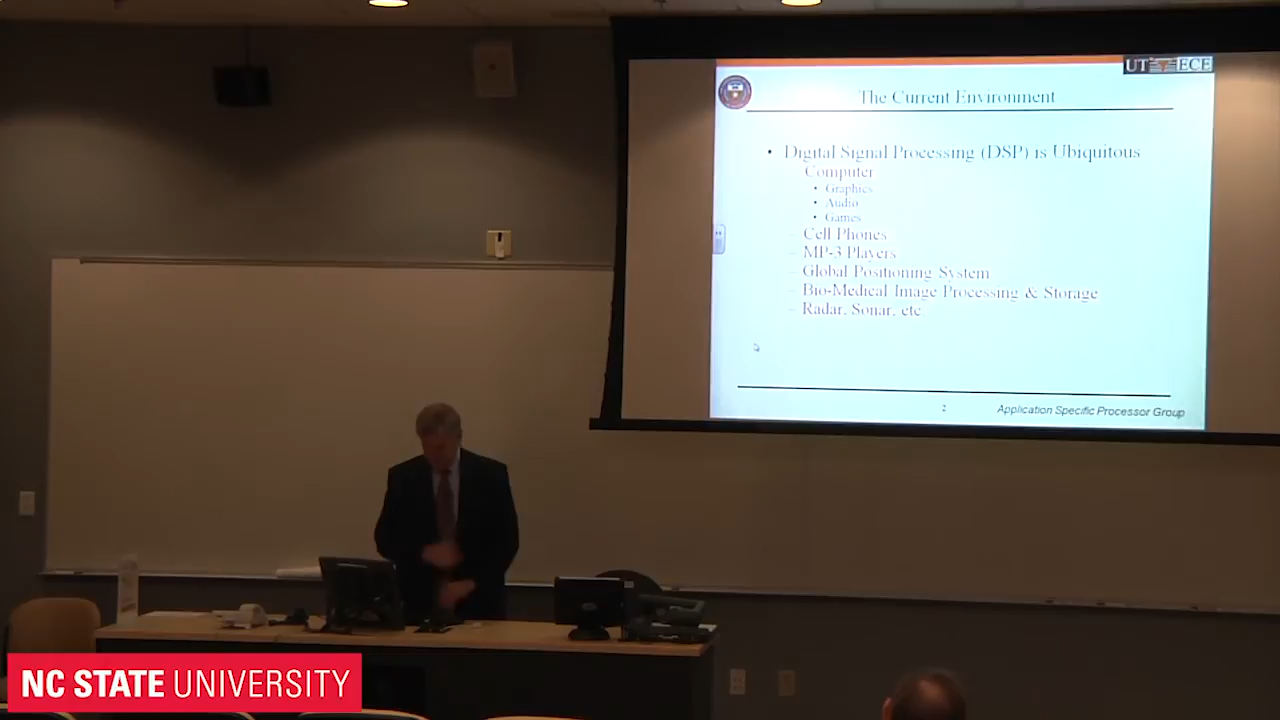 UT ECE
The Current Environment
• Digital Signal Processing (DSP) is Ubiquitous
Computer
• Graphics
• Audio
• Games
– Cell Phones
– MP-3 Players
– Global Positioning System
– Bio-Medical Image Processing & Storage
– Radar, Sonar, etc
2
Application Specific Processor Group
NC STATE UNIVERSITY